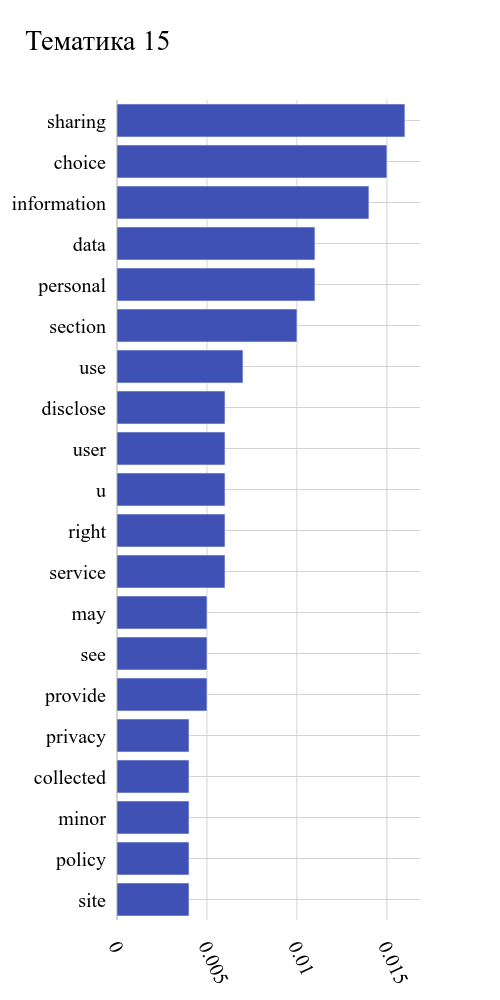 Тематика 15
sharing
choice
information
data
personal
section
use
disclose
user
u
right
service
may
see
provide
privacy
collected
minor
policy
site
0
0.005
0.01
0.015